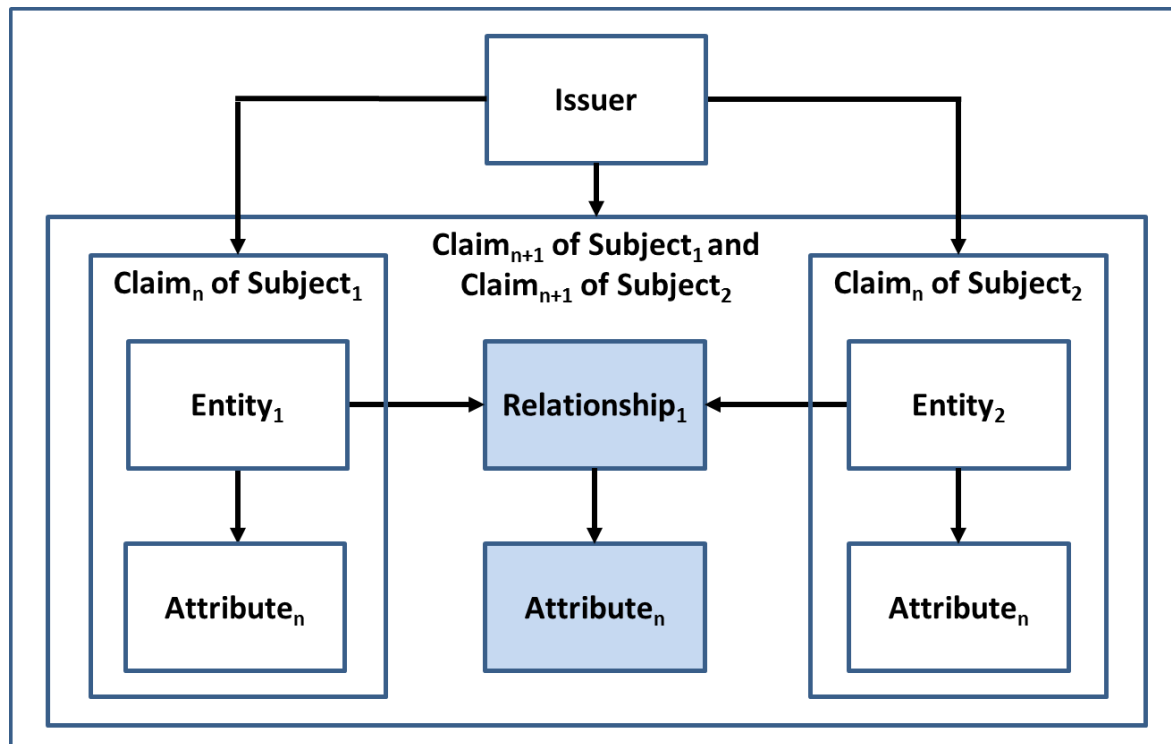 Issuer
Claimn+1 of Subject1 and
Claimn+1 of Subject2
Claimn of Subject1
Claimn of Subject2
Entity1
Relationship1
Entity2
Attributen
Attributen
Attributen